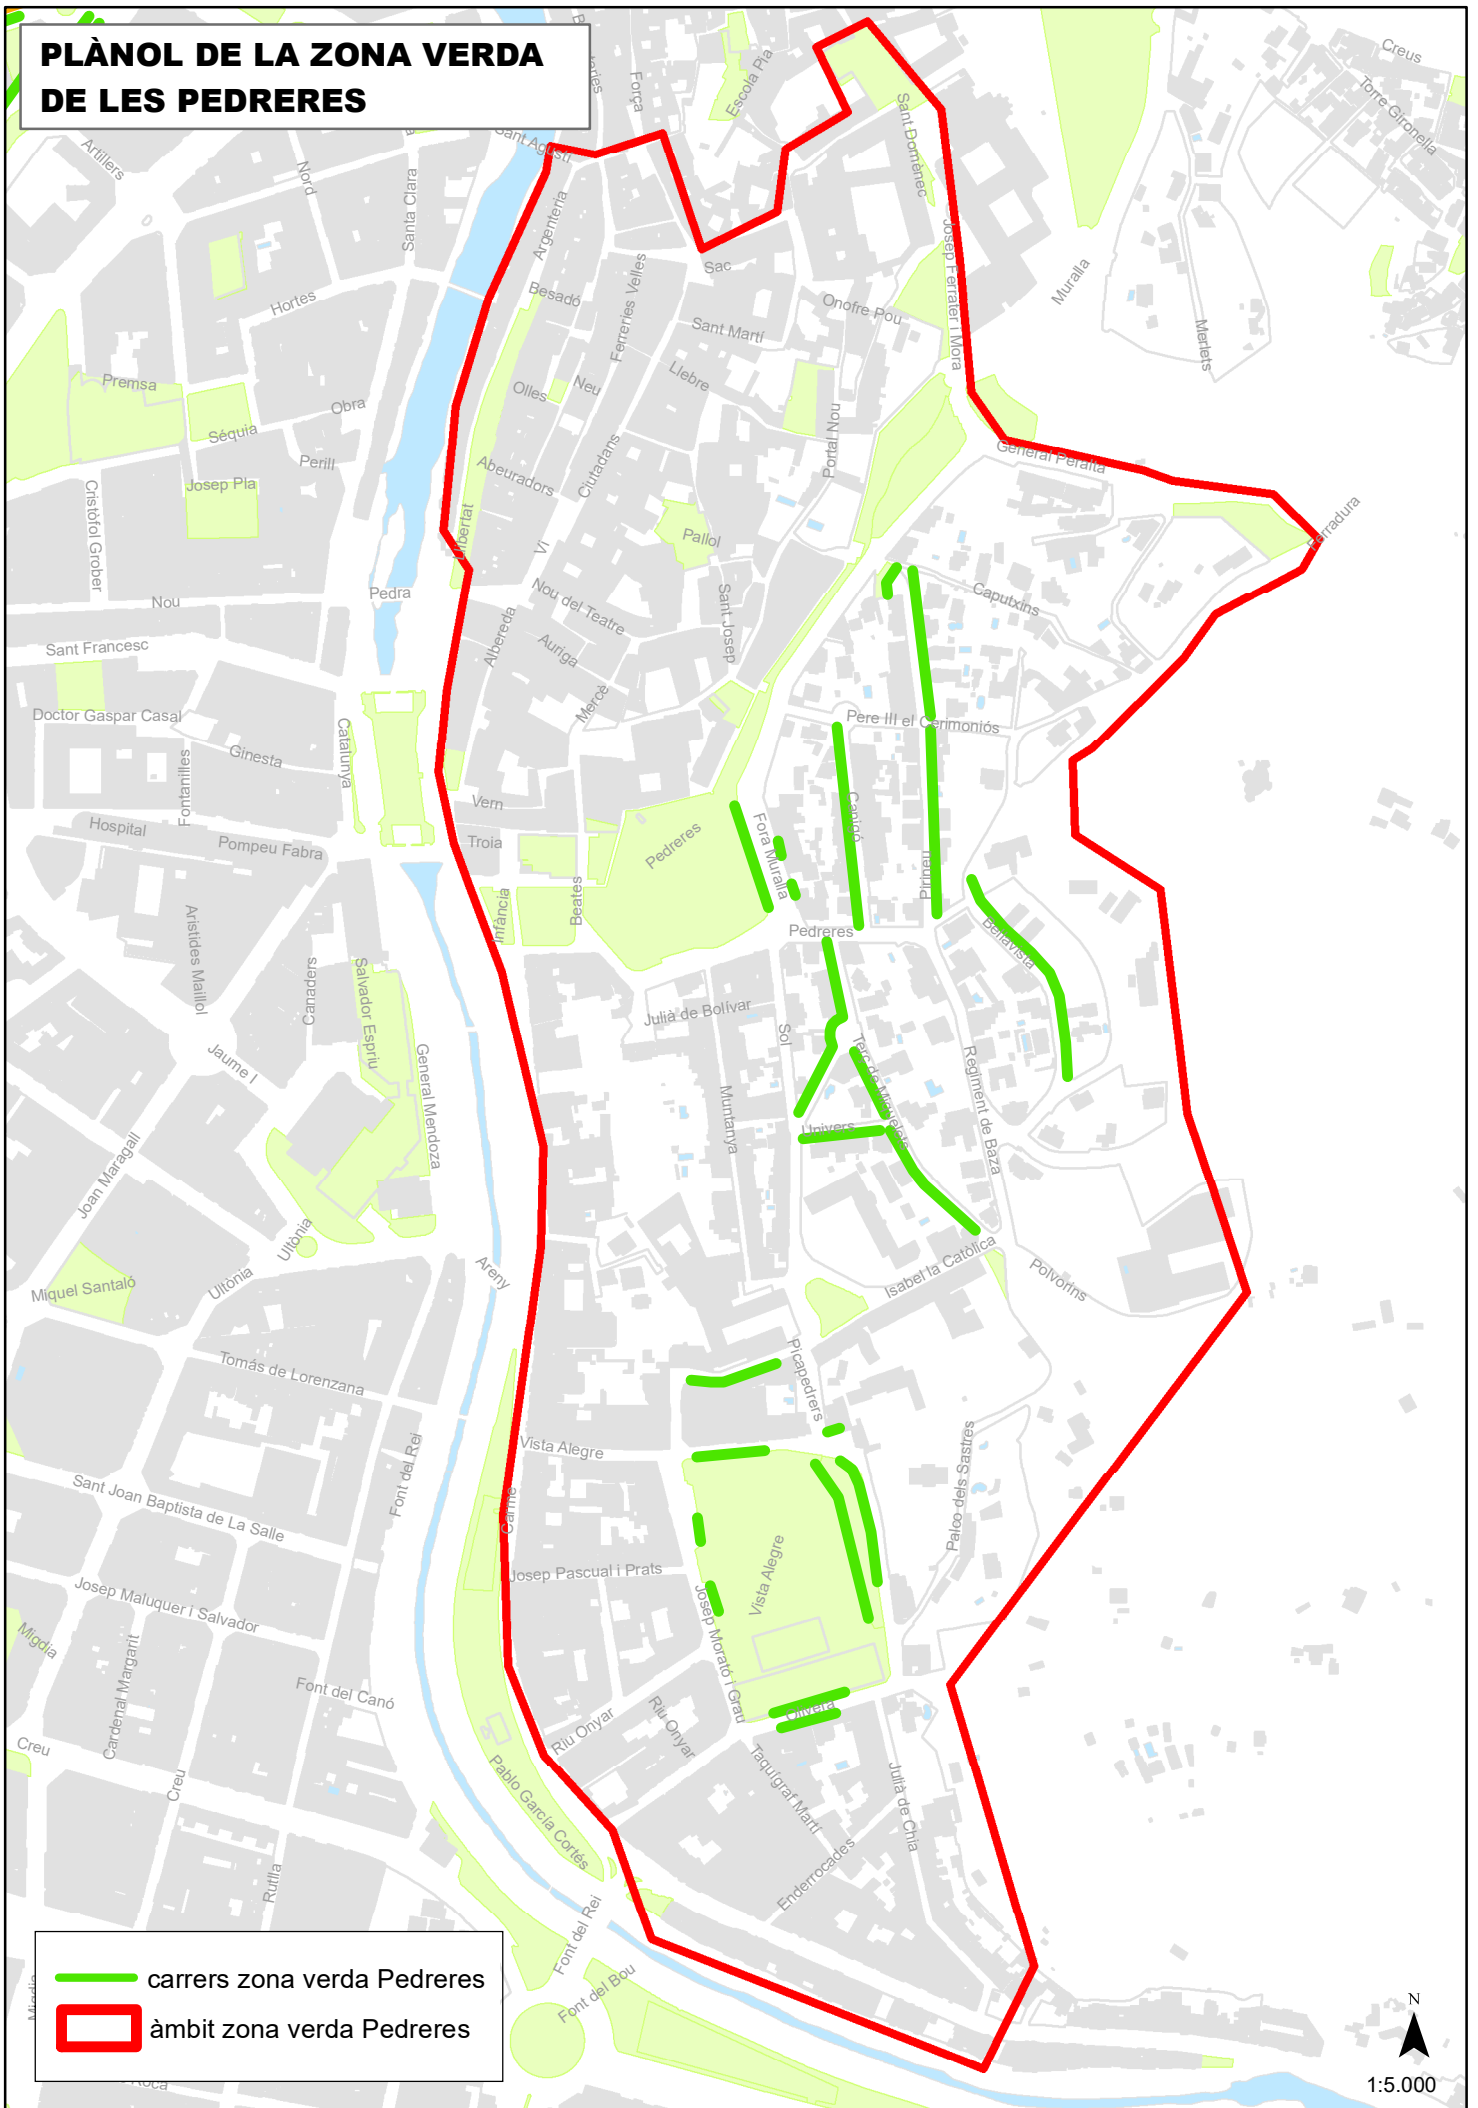 PLÀNOL DE LA ZONA VERDA
DE LES PEDRERES
Creus
Torre Gironella
Escola Pia
Força
Sant Domènec
Sant Agustí
Artillers
Nord
Santa Clara
Argenteria
Sac
Josep Ferrater i Mora
Muralla
Merlets
Hortes
Besadó
Ferreries Velles
Onofre Pou
Sant Martí
Llebre
Premsa
Obra
Olles
Neu
Séquia
Perill
Portal Nou
General Peralta
Josep Pla
Abeuradors
Ciutadans
Cristòfol Grober
Llibertat
Vi
Pallol
Ferradura
Nou
Pedra
Nou del Teatre
Sant Josep
Caputxins
Sant Francesc
Albereda
Auriga
Mercè
Doctor Gaspar Casal
Catalunya
Pere III el Cerimoniós
Ginesta
Fontanilles
Vern
Canigó
Hospital
Pompeu Fabra
Troia
Pedreres
Fora Muralla
Pirineu
Aristides Maillol
Infància
Beates
Pedreres
Bellavista
Canaders
Salvador Espriu
Julià de Bolívar
Sol
Jaume I
General Mendoza
Terç de Miquelets
Regiment de Baza
Muntanya
Univers
Joan Maragall
Ultònia
Areny
Isabel la Catòlica
Polvorins
Miquel Santaló
Ultònia
Tomás de Lorenzana
Picapedrers
Font del Rei
Vista Alegre
Palco dels Sastres
Sant Joan Baptista de La Salle
Carme
Josep Pascual i Prats
Vista Alegre
Josep Maluquer i Salvador
Josep Morató i Grau
Migdia
Cardenal Margarit
Font del Canó
Riu Onyar
Riu Onyar
Olivera
Creu
Creu
Pablo García Cortés
Taquígraf Martí
Julià de Chia
Rutlla
Enderrocades
Font del Rei
Font del Bou
carrers zona verda Pedreres
àmbit zona verda Pedreres
N
1:5.000